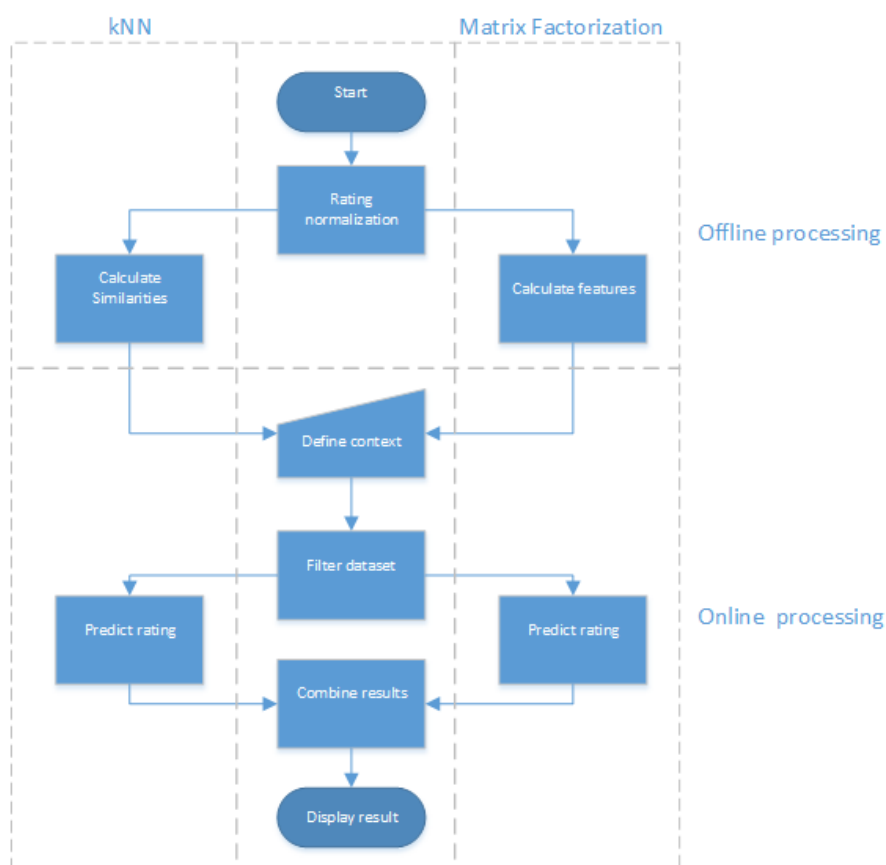 kNN
Matrix Factorization
Start
Rating
normalization
Offline processing
Calculate
Similarities
Calculate features
Define context
Filter dataset
Predict rating
Predict rating
Online processing
Combine results
Display result